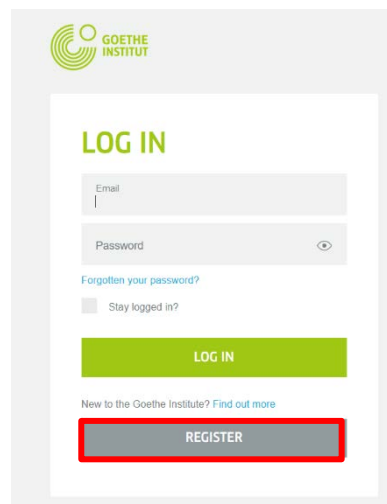 GOETHE
INSTITUT
LOG IN
Email
Password
Forgotten your password?
Stay logged in?
LOG IN
New to the Goethe Institute? Find out more
REGISTER